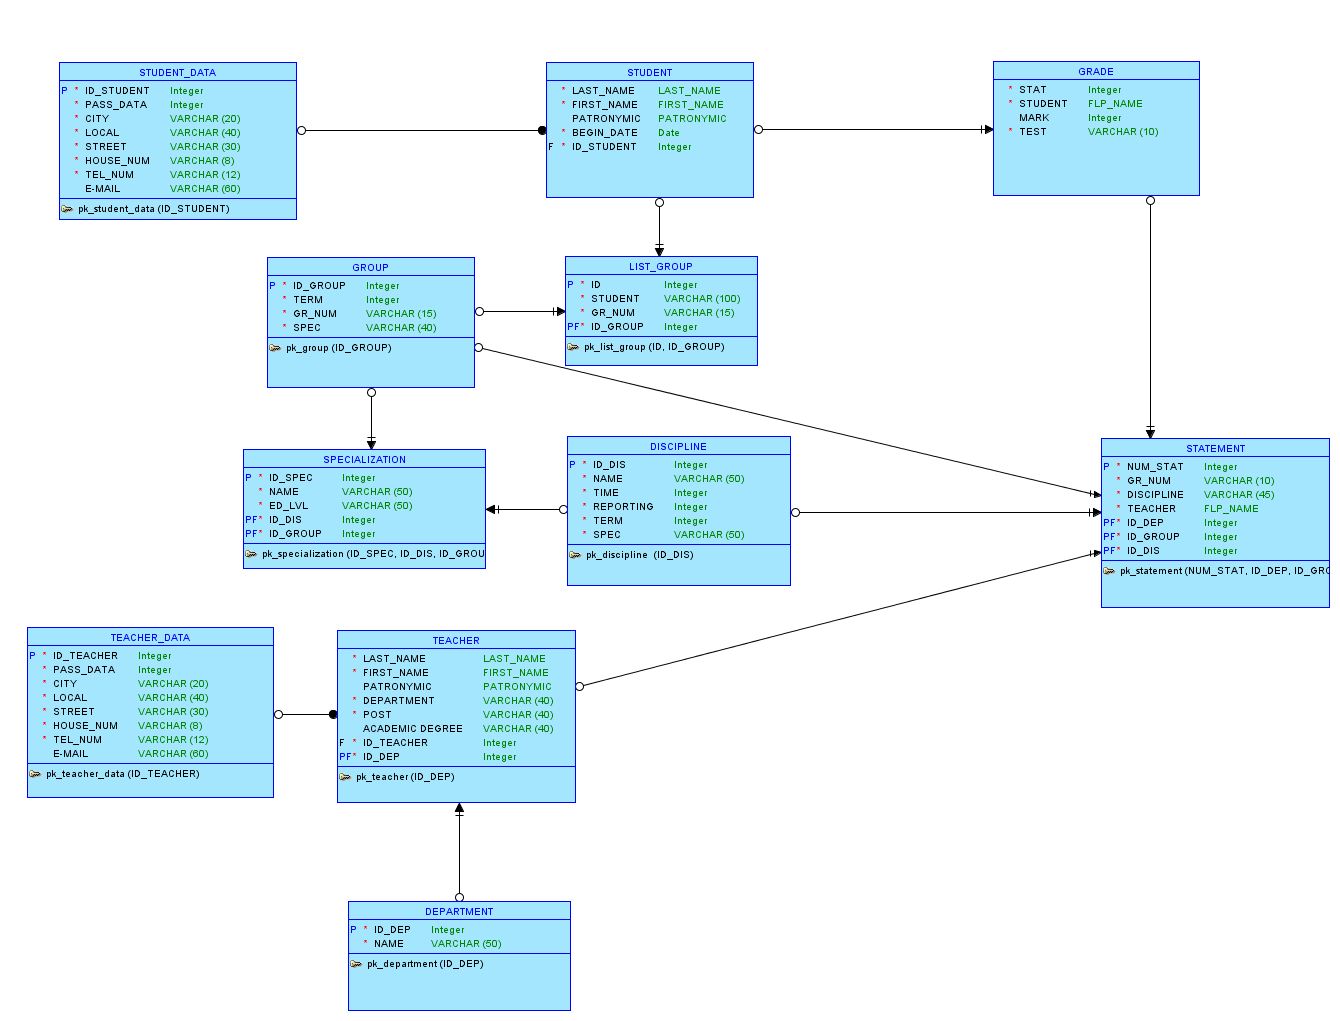 STUDENT_DATA
P * ID_STUDENT Integer
* PASS_DATA Integer
* CITY VARCHAR (20)
* LOCAL VARCHAR (40)
* STREET VARCHAR (30)
* HOUSE_NUM VARCHAR (8)
* TEL_NUM VARCHAR (12)
E-MAIL VARCHAR (60)
pk_student_data (ID_STUDENT)
STUDENT
* LAST_NAME LAST_NAME
* FIRST_NAME FIRST_NAME
PATRONYMIC PATRONYMIC
* BEGIN_DATE Date
F * ID_STUDENT Integer
GRADE
* STAT Integer
* STUDENT FLP_NAME
MARK Integer
* TEST VARCHAR (10)
GROUP
P * ID_GROUP Integer
* TERM Integer
* GR_NUM VARCHAR (15)
* SPEC VARCHAR (40)
pk_group (ID_GROUP)
LIST_GROUP
P * ID Integer
* STUDENT VARCHAR (100)
* GR_NUM VARCHAR (15)
PF* ID_GROUP Integer
pk_list_group (ID, ID_GROUP)
SPECIALIZATION
P * ID_SPEC Integer
* NAME VARCHAR (50)
* ED_LVL VARCHAR (50)
PF* ID_DIS Integer
PF* ID_GROUP Integer
pk_specialization (ID_SPEC, ID_DIS, ID_GROU
DISCIPLINE
P * ID_DIS Integer
* NAME VARCHAR (50)
* TIME Integer
* REPORTING Integer
* TERM Integer
* SPEC VARCHAR (50)
pk_discipline (ID_DIS)
STATEMENT
P * NUM_STAT Integer
* GR_NUM VARCHAR (10)
* DISCIPLINE VARCHAR (45)
* TEACHER FLP_NAME
PF* ID_DEP Integer
PF* ID_GROUP Integer
PF* ID_DIS Integer
pk_statement (NUM_STAT, ID_DEP, ID_GRO
TEACHER_DATA
P * ID_TEACHER Integer
* PASS_DATA Integer
* CITY VARCHAR (20)
* LOCAL VARCHAR (40)
* STREET VARCHAR (30)
* HOUSE_NUM VARCHAR (8)
* TEL_NUM VARCHAR (12)
E-MAIL VARCHAR (60)
pk_teacher_data (ID_TEACHER)
TEACHER
* LAST_NAME LAST_NAME
* FIRST_NAME FIRST_NAME
PATRONYMIC PATRONYMIC
* DEPARTMENT VARCHAR (40)
* POST VARCHAR (40)
ACADEMIC DEGREE VARCHAR (40)
F * ID_TEACHER Integer
PF* ID_DEP Integer
pk_teacher (ID_DEP)
DEPARTMENT
P * ID_DEP Integer
* NAME VARCHAR (50)
pk_department (ID_DEP)